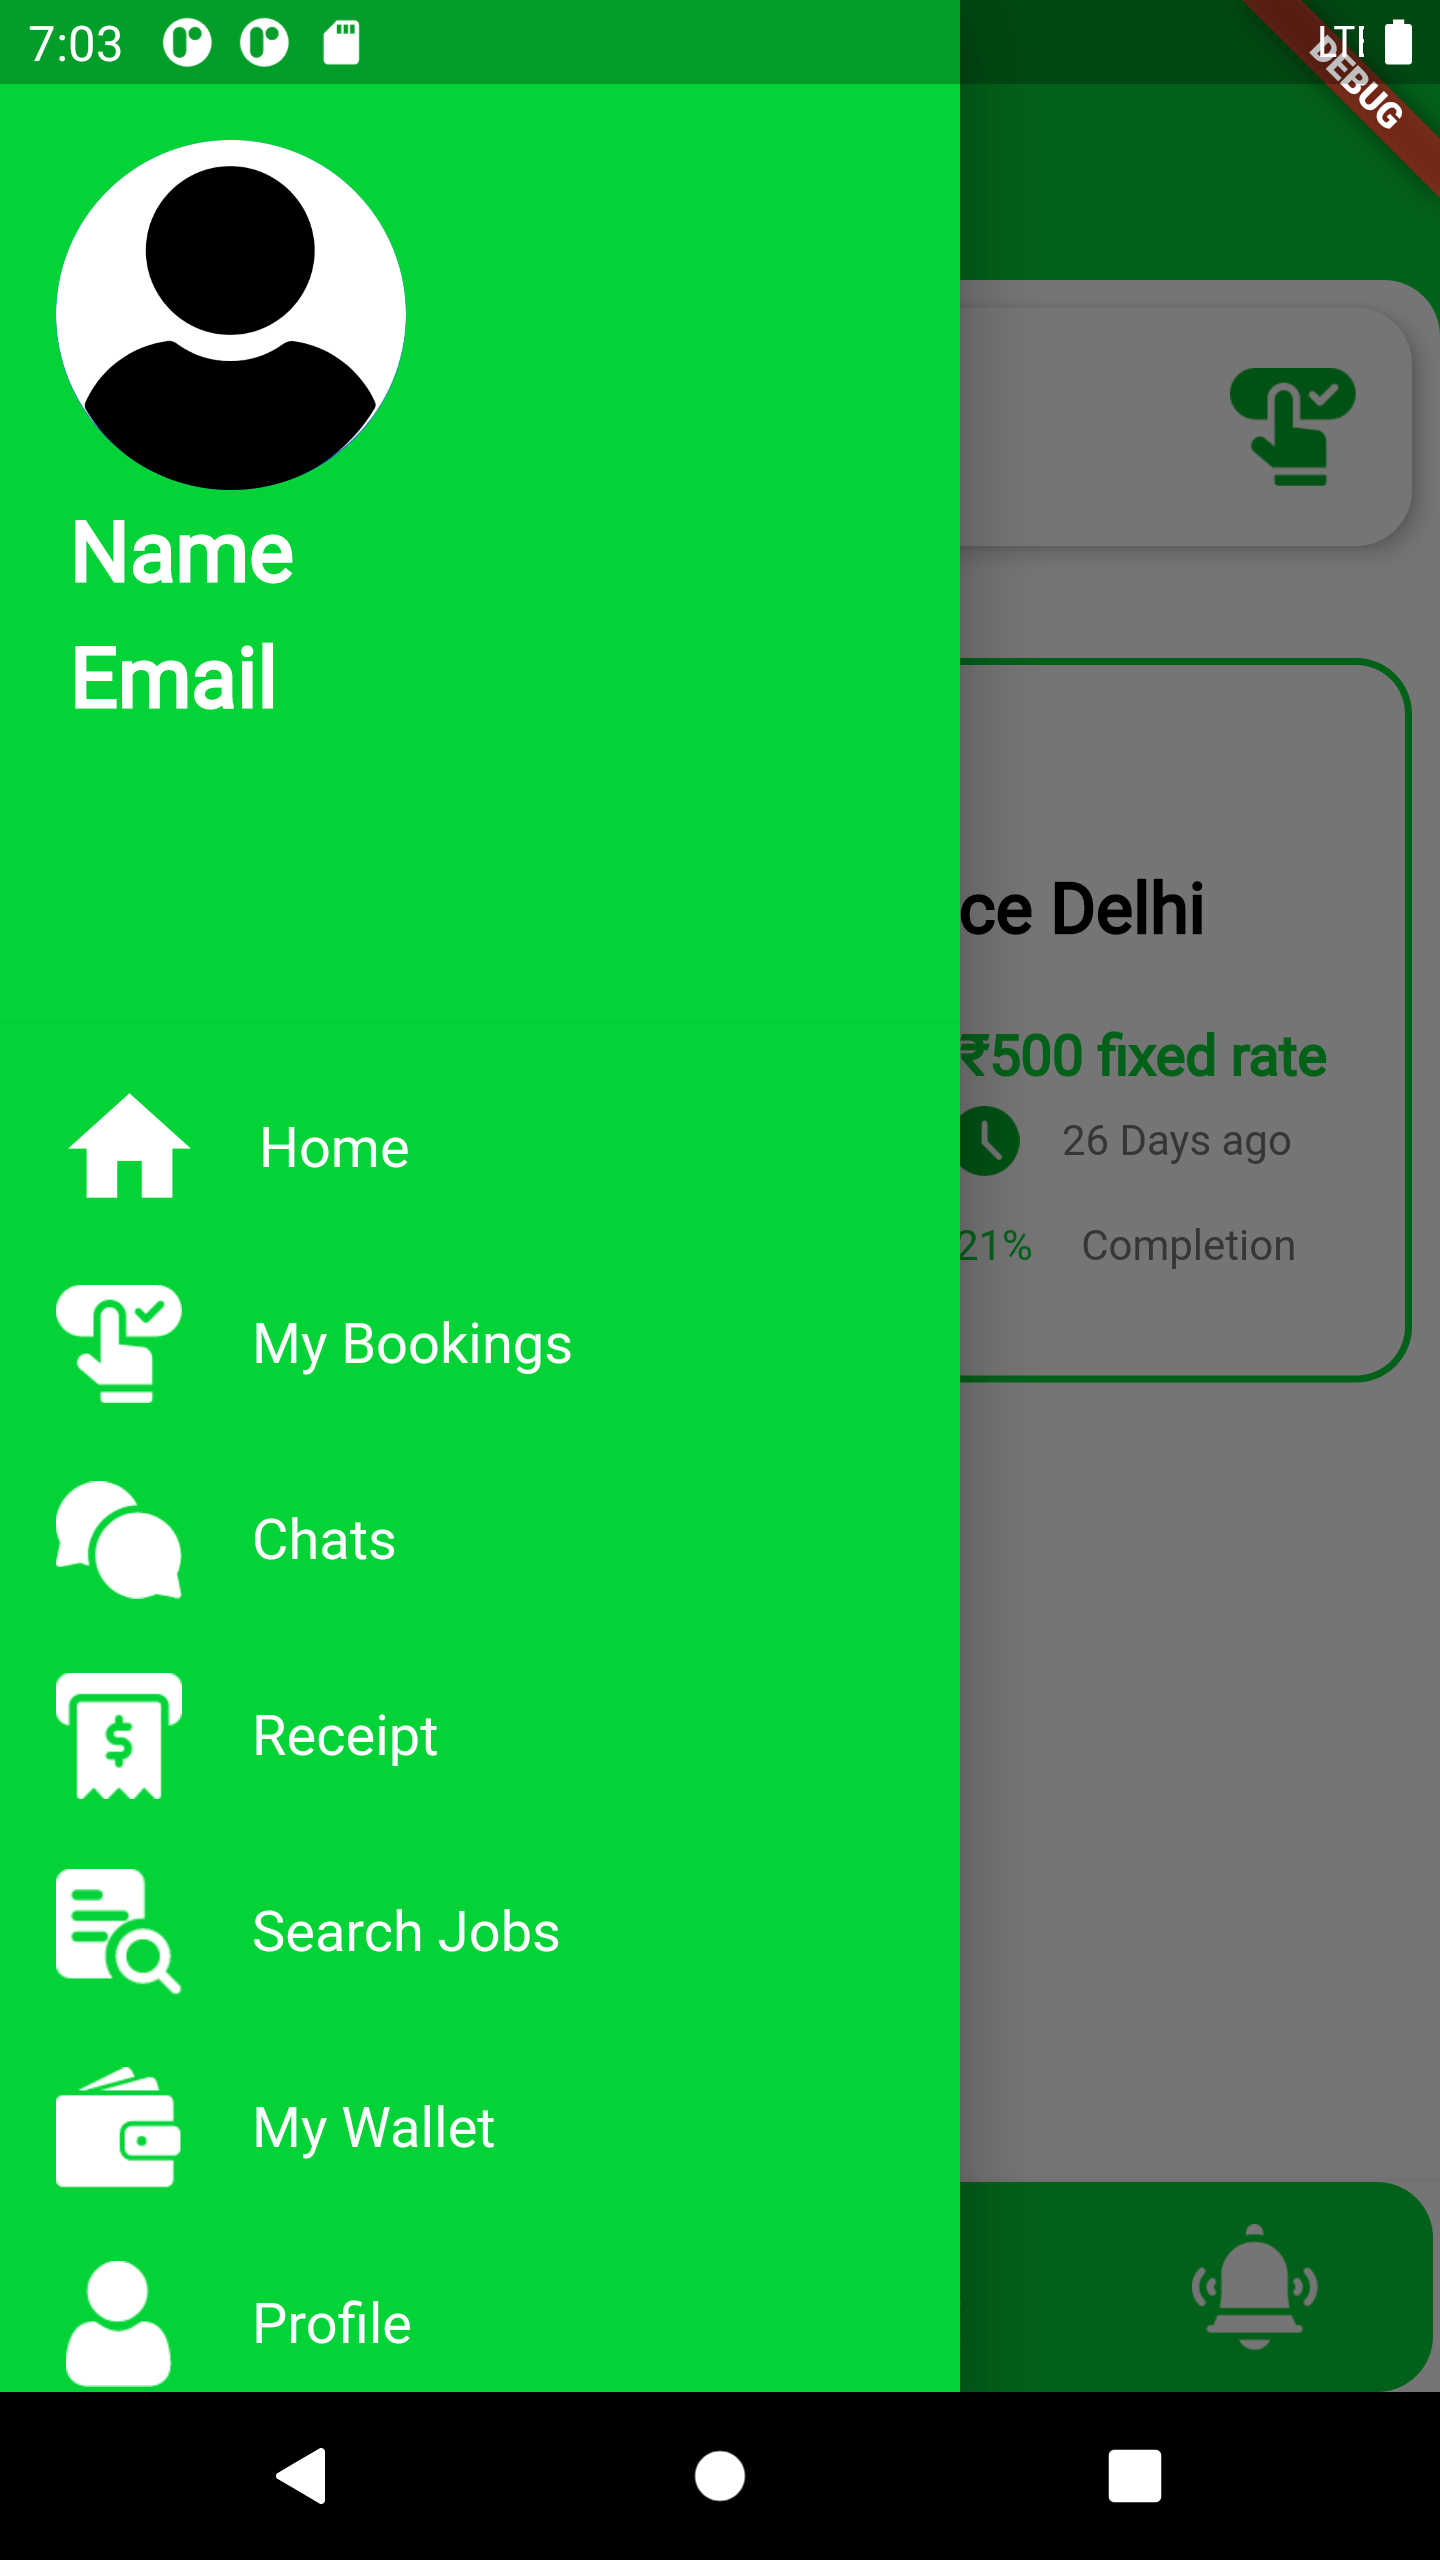 7:03 LTE
DEBUG
Name
Email
ce Delhi
₹500 fixed rate
Home
26 Days ago
21% Completion
My Bookings
Chats
Receipt
$
Search Jobs
My Wallet
Profile